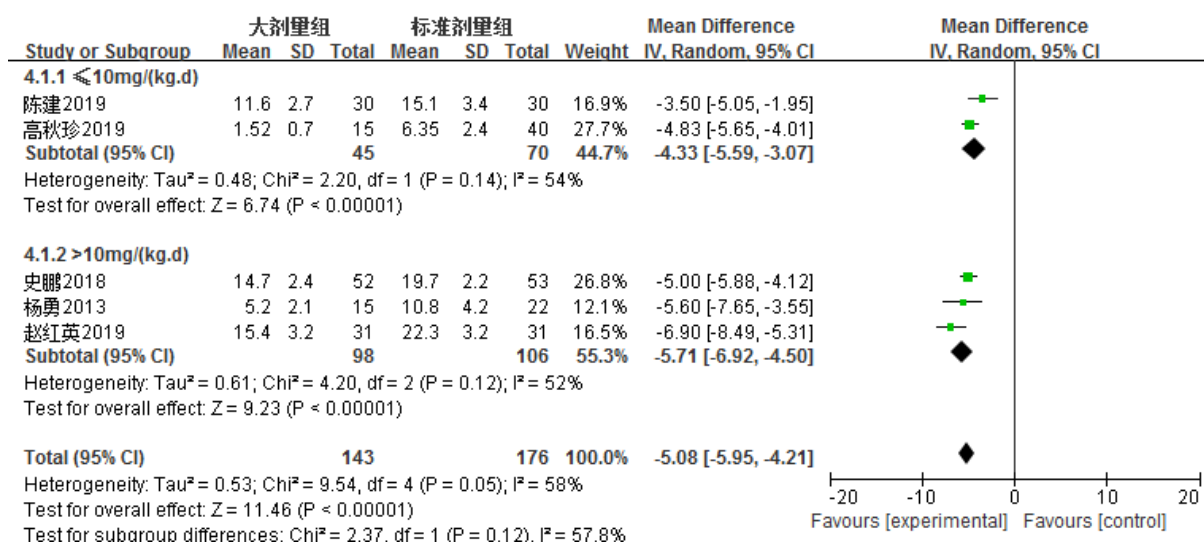 大剂量组 标准剂量组 Mean Difference Mean Difference
Study or Subgroup Mean SD Total Mean SD Total Weight IV, Random, 95% CI IV, Random, 95% CI
4.1.1 ≤10mg/(kg.d)
陈建2019 11.6 2.7 30 15.1 3.4 30 16.9% -3.50 [-5.05, -1.95]
高秋珍2019 1.52 0.7 15 6.35 2.4 40 27.7% -4.83 [-5.65, -4.01]
Subtotal (95% CI) 45 70 44.7% -4.33 [-5.59, -3.07]
Heterogeneity: Tau² = 0.48; Chi² = 2.20, df = 1 (P = 0.14); I² = 54%
Test for overall effect: Z = 6.74 (P < 0.00001)
4.1.2 >10mg/(kg.d)
史鹏2018 14.7 2.4 52 19.7 2.2 53 26.8% -5.00 [-5.88, -4.12]
杨勇2013 5.2 2.1 15 10.8 4.2 22 12.1% -5.60 [-7.65, -3.55]
赵红英2019 15.4 3.2 31 22.3 3.2 31 16.5% -6.90 [-8.49, -5.31]
Subtotal (95% CI) 98 106 55.3% -5.71 [-6.92, -4.50]
Heterogeneity: Tau² = 0.61; Chi² = 4.20, df = 2 (P = 0.12); I² = 52%
Test for overall effect: Z = 9.23 (P < 0.00001)
Total (95% CI) 143 176 100.0% -5.08 [-5.95, -4.21]
Heterogeneity: Tau² = 0.53; Chi² = 9.54, df = 4 (P = 0.05); I² = 58%
Test for overall effect: Z = 11.46 (P < 0.00001)
Test for subgroup differences: Chi² = 2.37, df = 1 (P = 0.12), I² = 57.8%
-20 -10 0 10 20
Favours [experimental] Favours [control]